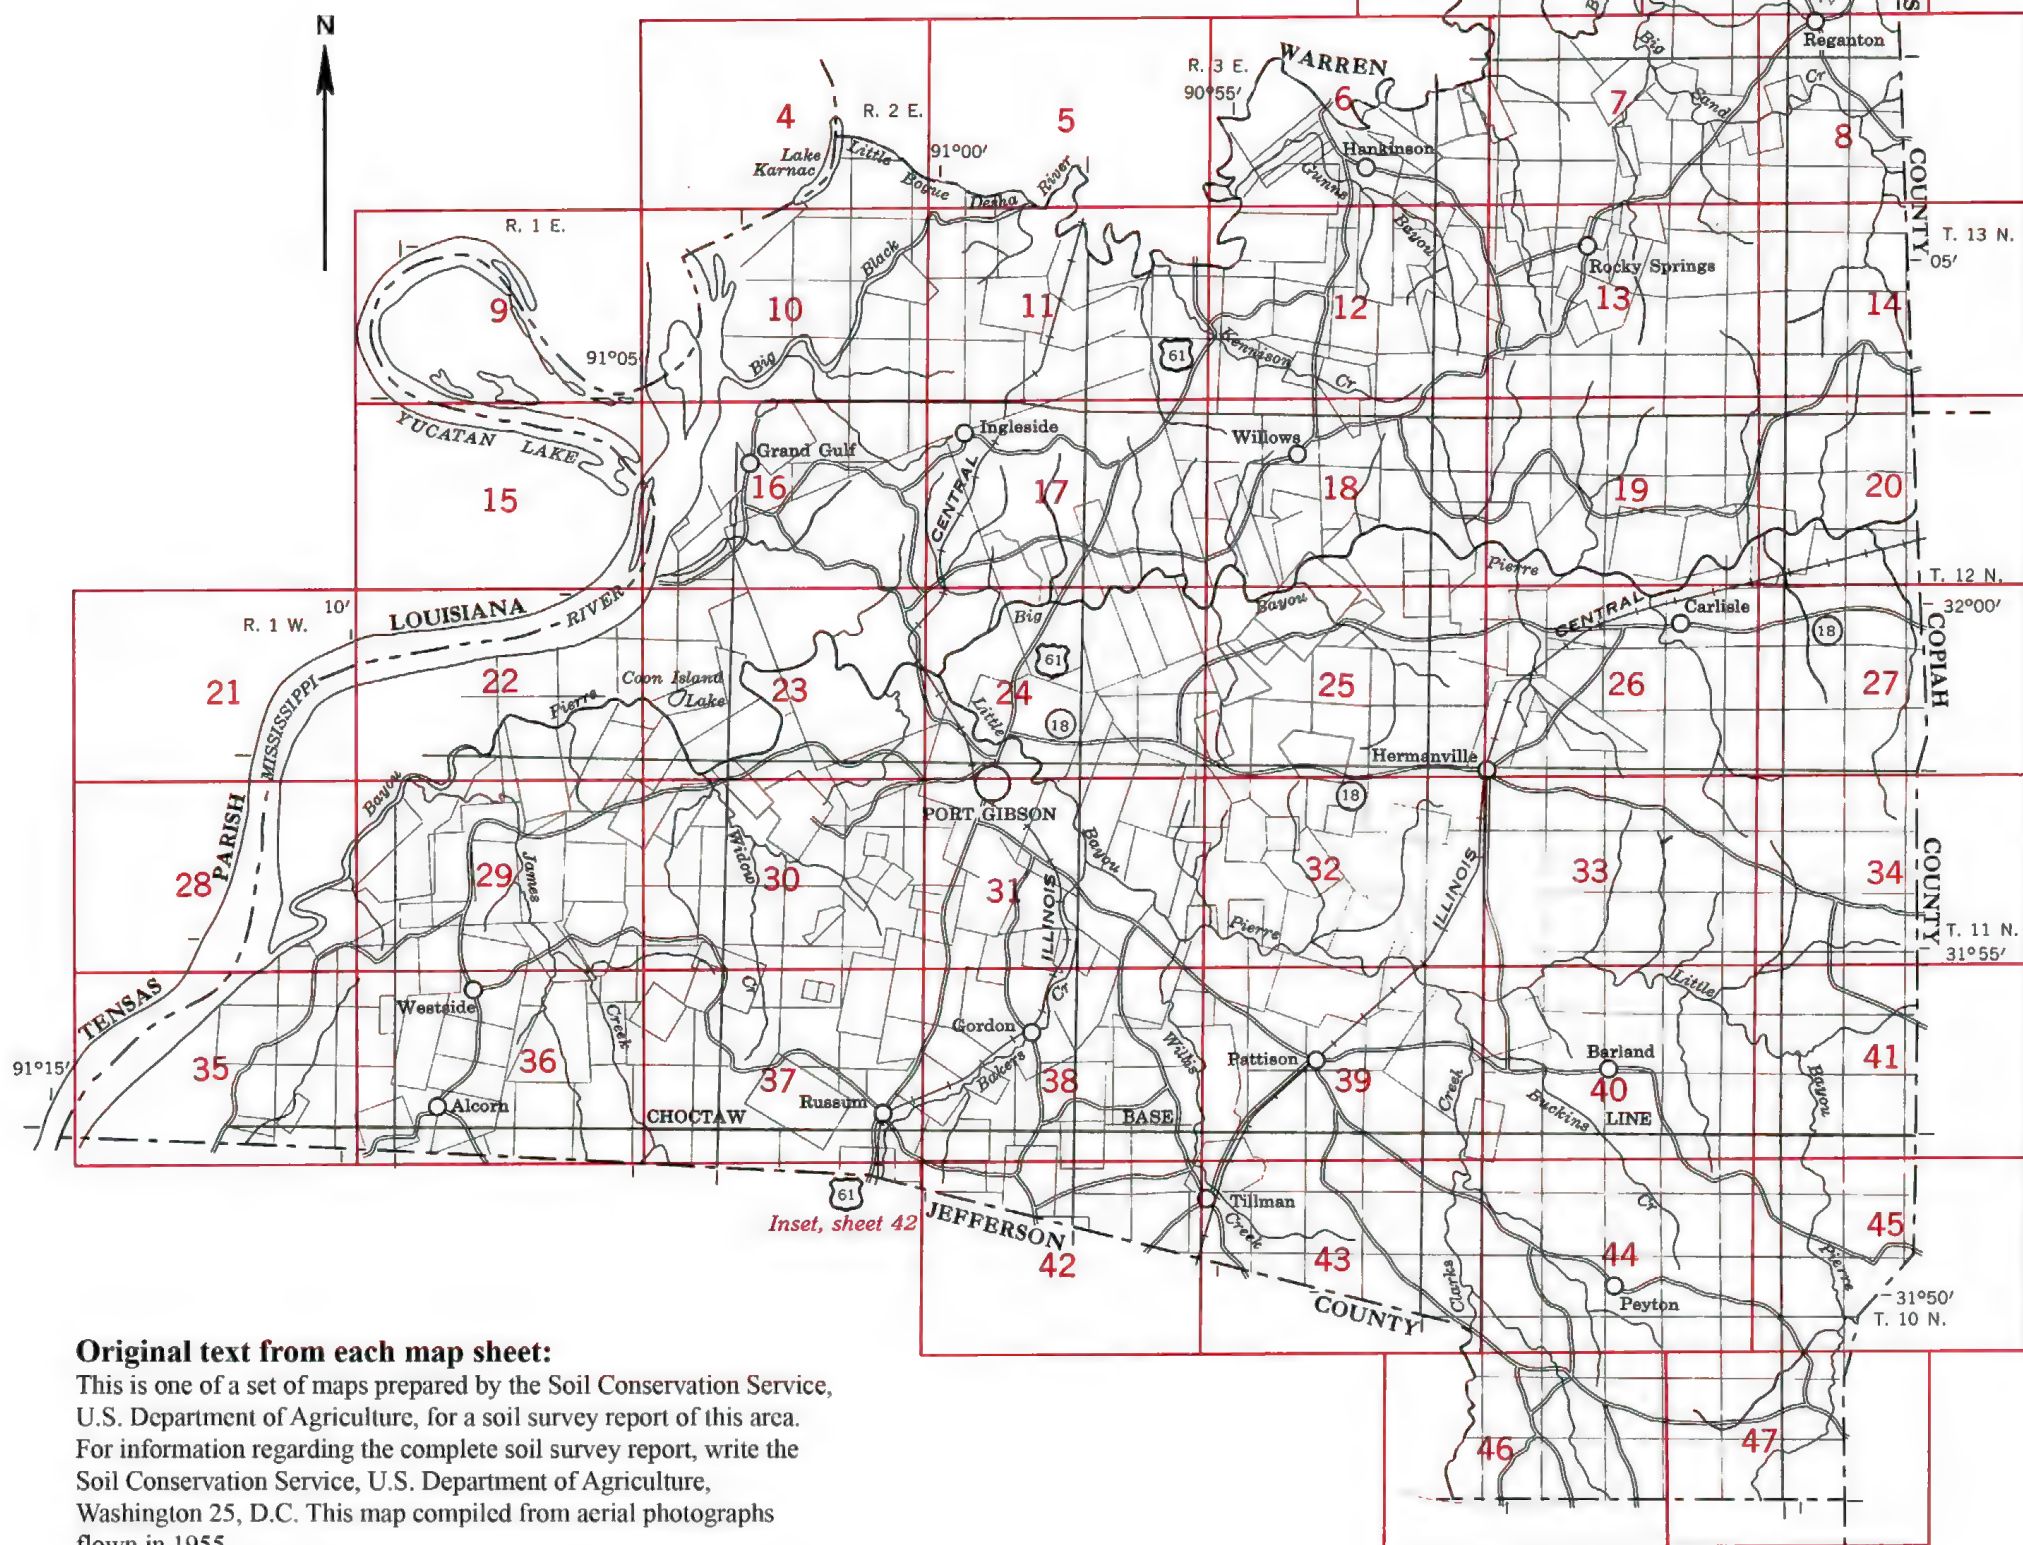 N
WARREN
R. 3 E.
90°55'
6
Reganton
Big
Sand
Cr
7
8
4
R. 2 E.
5
Lake
Karnac
Little
Bogue
Desha
River
91°00'
Hankinson
Gunns
Bayou
COUNTY
T. 13 N.
05'
R. 1 E.
9
10
Black
11
12
Rocky Springs
13
14
91°05'
Big
61
Kennison
Cr
YUCATAN LAKE
Grand Gulf
Ingleside
Willows
15
16
CENTRAL
17
18
19
20
Pierre
T. 12 N.
32°00'
10'
R. 1 W.
LOUISIANA
RIVER
Big
Bayou
CENTRAL
Carlisle
18
COPIAH
21
22
Coon Island
Lake
Pierre
23
61
24
Little
18
25
26
27
MISSISSIPPI
Hermanville
18
Bayou
PARISH
PORT GIBSON
COUNTY
28
29
James
Widow
30
31
ILLINOIS
Bayou
32
ILLINOIS
33
34
Pierre
T. 11 N.
31°55'
TENSAS
Westside
Creek
Cr
Gordon
Cr
Little
91°15'
35
36
37
Bakers
38
Willis
Pattison
39
Creek
Barland
40
41
Bayou
Alcorn
CHOCTAW
Russum
BASE
Buckins
LINE
61
Inset, sheet 42
JEFFERSON
42
Tillman
Creek
43
Cr
44
45
Clarks
Peyton
Pierre
31°50'
T. 10 N.
COUNTY
46
47
Original text from each map sheet:
This is one of a set of maps prepared by the Soil Conservation Service,
U.S. Department of Agriculture, for a soil survey report of this area.
For information regarding the complete soil survey report, write the
Soil Conservation Service, U.S. Department of Agriculture,
Washington 25, D.C. This map compiled from aerial photographs
flown in 1955.